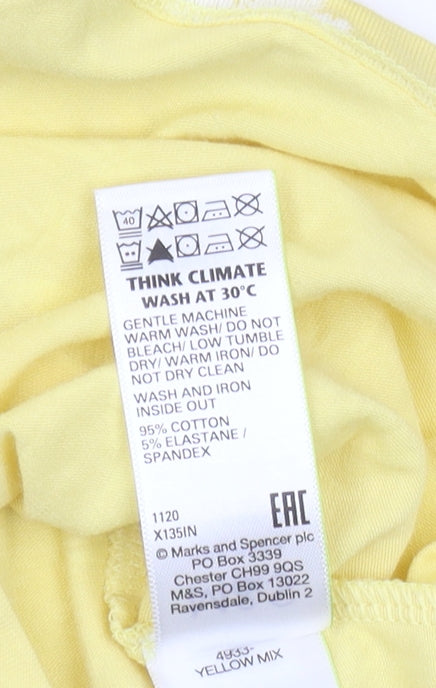 40
THINK CLIMATE
WASH AT 30°C
GENTLE MACHINE
WARM WASH/ DO NOT
BLEACH/ LOW TUMBLE
DRY/ WARM IRON/ DO
NOT DRY CLEAN
WASH AND IRON
INSIDE OUT
95% COTTON
5% ELASTANE /
SPANDEX
1120
X135IN
EAC
© Marks and Spencer plc
PO Box 3339
Chester CH99 9QS
M&S, PO Box 13022
Ravensdale, Dublin 2
4933-
YELLOW MIX